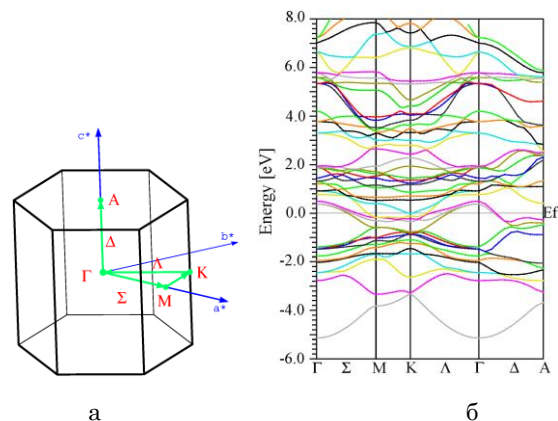 c*
A
Δ
b*
Γ
Λ
K
Σ
M
a*
а
Energy [eV]
8.0
6.0
4.0
2.0
0.0
-2.0
-4.0
-6.0
Ef
Γ Σ M K Λ Γ Δ A
б